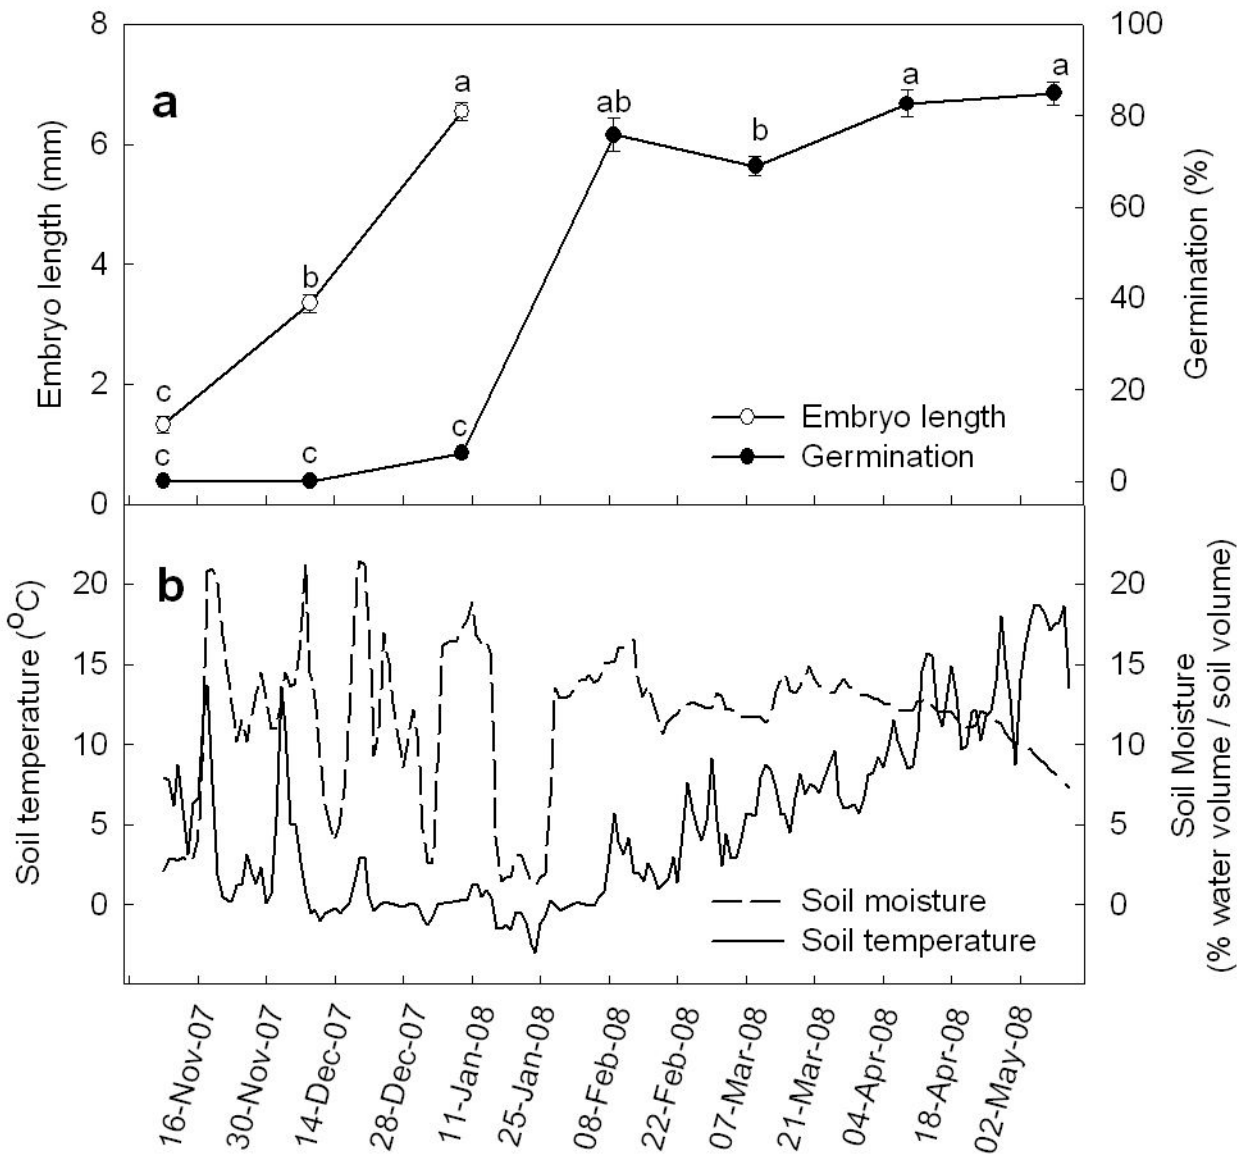 8
6
4
2
0
Embryo length (mm)
a
100
80
60
40
20
0
Germination (%)
c
b
a
c
c
c
ab
b
a
a
Embryo length
Germination
b
20
15
10
5
0
Soil temperature (°C)
20
15
10
5
0
Soil Moisture
(% water volume / soil volume)
Soil moisture
Soil temperature
16-Nov-07
30-Nov-07
14-Dec-07
28-Dec-07
11-Jan-08
25-Jan-08
08-Feb-08
22-Feb-08
07-Mar-08
21-Mar-08
04-Apr-08
18-Apr-08
02-May-08